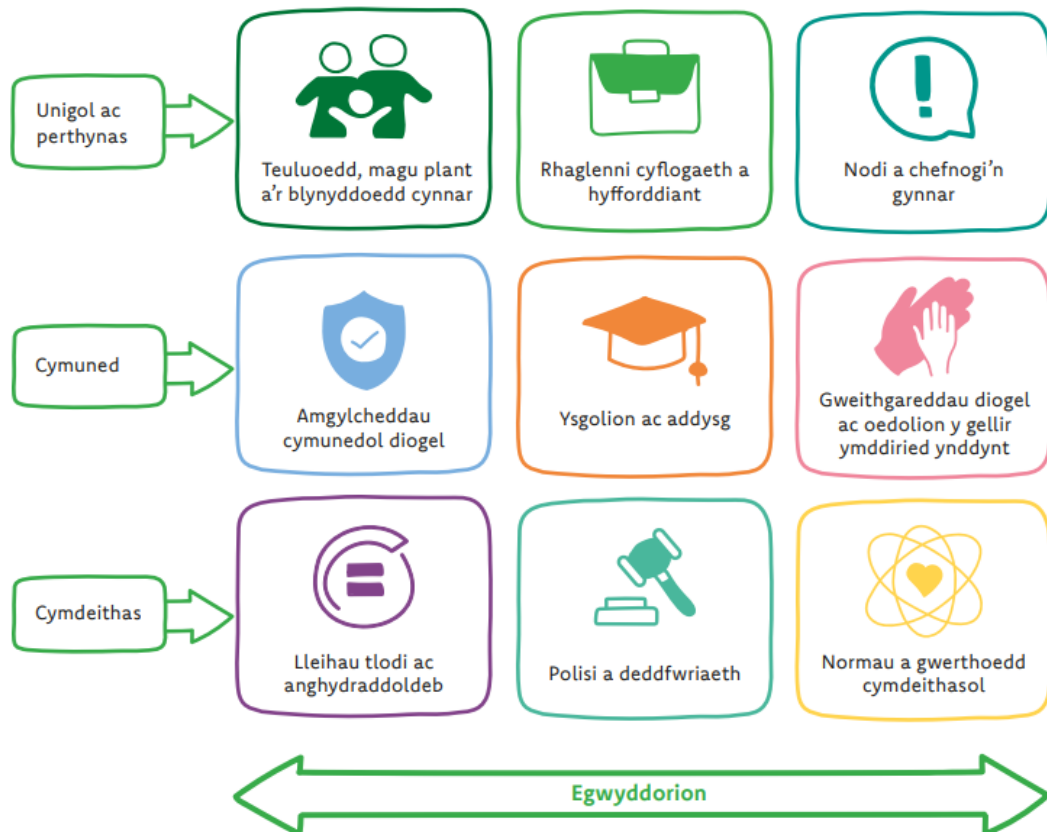 Unigol ac
perthynas
Teuluoedd, magu plant
a'r blynyddoedd cynnar
Rhaglenni cyflogaeth a
hyfforddiant
Nodi a chefnogi'n
gynnar
Cymuned
Amgylcheddau
cymunedol diogel
Ysgolion ac addysg
Gweithgareddau diogel
ac oedolion y gellir
ymddiried ynddynt
Cymdeithas
Lleihau tlodi ac
anghydraddoldeb
Polisi a deddfwriaeth
Normau a gwerthoedd
cymdeithasol
Egwyddorion